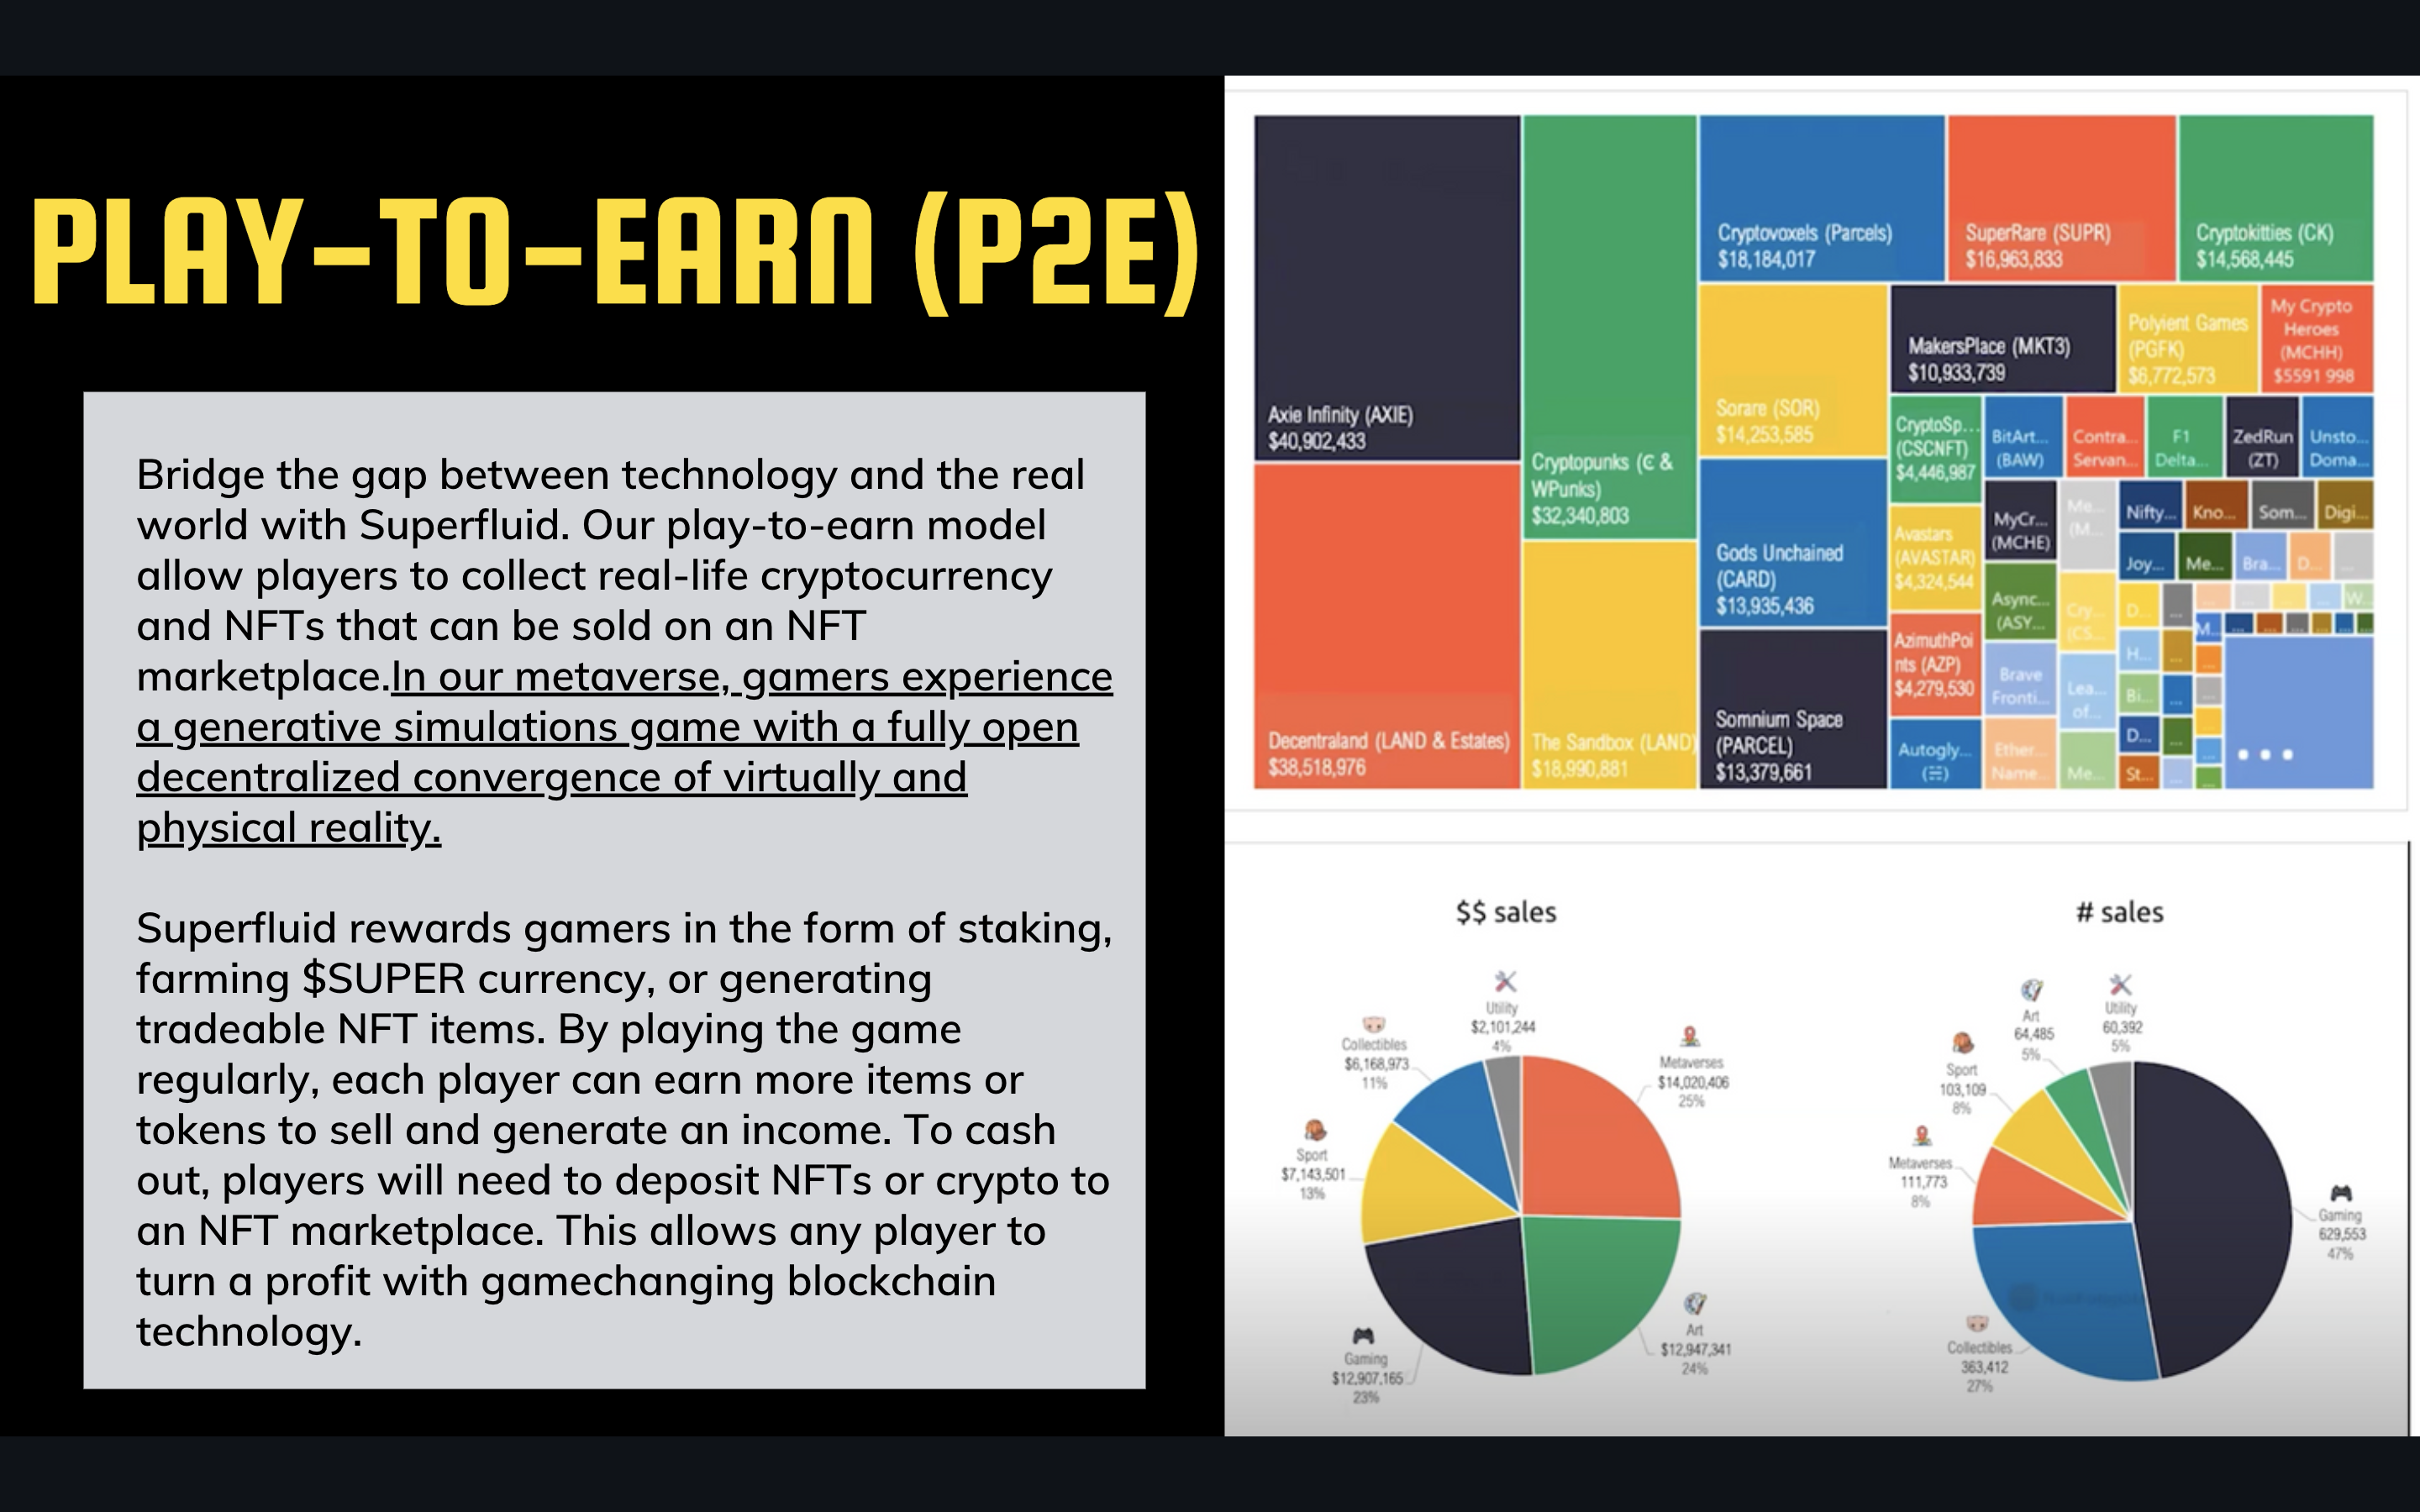 PLAY-TO-EARN (P2E)
Bridge the gap between technology and the real
world with Superfluid. Our play-to-earn model
allow players to collect real-life cryptocurrency
and NFTs that can be sold on an NFT
marketplace.In our metaverse, gamers experience
a generative simulations game with a fully open
decentralized convergence of virtually and
physical reality.
Superfluid rewards gamers in the form of staking,
farming $SUPER currency, or generating
tradeable NFT items. By playing the game
regularly, each player can earn more items or
tokens to sell and generate an income. To cash
out, players will need to deposit NFTs or crypto to
an NFT marketplace. This allows any player to
turn a profit with gamechanging blockchain
technology.
Axie Infinity (AXIE)
$40,902,433
Decentraland (LAND & Estates)
$38,518,976
Cryptopunks (Ͼ &
WPunks)
$32,340,803
The Sandbox (LAND)
$18,990,881
Cryptovoxels (Parcels)
$18,184,017
SuperRare (SUPR)
$16,963,833
Cryptokitties (CK)
$14,568,445
Sorare (SOR)
$14,253,585
Gods Unchained
(CARD)
$13,935,436
Somnium Space
(PARCEL)
$13,379,661
MakersPlace (MKT3)
$10,933,739
Polyient Games
(PGFK)
$6,772,573
My Crypto
Heroes
(MCHH)
$5591 998
CryptoSp...
(CSCNFT)
$4,446,987
Avastars
(AVASTAR)
$4,324,544
AzimuthPoi
nts (AZP)
$4,279,530
Autogly...
(☵)
BitArt...
(BAW)
Contra...
Servan...
F1
Delta...
ZedRun
(ZT)
Unsto...
Doma...
MyCr...
(MCHE)
Async...
(ASY...
Brave
Fronti...
Ether...
Name...
Me...
(M...
Cry...
(CS...
Lea...
of...
Me...
Nifty...
Kno...
Som...
Digi...
Joy...
Me...
Bra...
D...
...
D...
...
W...
M...
H...
Bi...
D...
St...
$$ sales
Utility
$2,101,244
4%
Collectibles
$6,168,973
11%
Metaverses
$14,020,406
25%
Sport
$7,143,501
13%
Art
$12,947,341
24%
Gaming
$12,907,165
23%
# sales
Art
64,485
5%
Utility
60,392
5%
Sport
103,109
8%
Metaverses
111,773
8%
Gaming
629,553
47%
Collectibles
363,412
27%